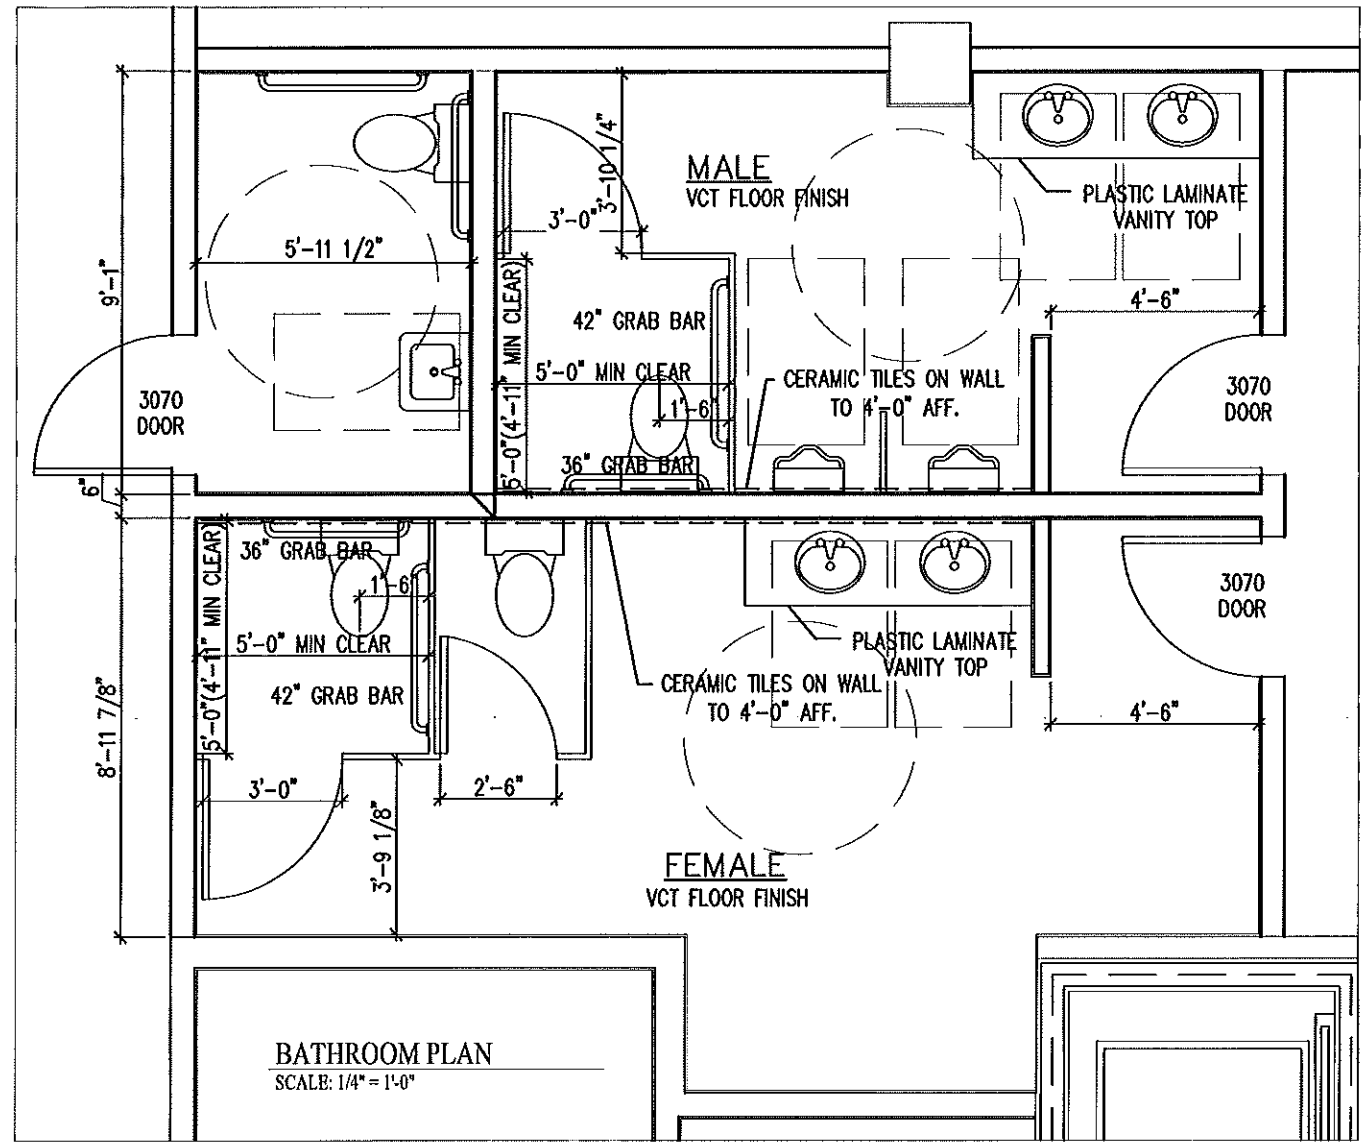 3'-10 1/4"
MALE
VCT FLOOR FINISH
PLASTIC LAMINATE
VANITY TOP
3'-0"
5'-11 1/2"
9'-1"
4'-6"
42" GRAB BAR
5'-0"(4'-11" MIN CLEAR)
5'-0" MIN CLEAR
CERAMIC TILES ON WALL
TO 4'-0" AFF.
1'-6"
3070
DOOR
3070
DOOR
36" GRAB BAR
6"
36" GRAB BAR
1'-6"
3070
DOOR
5'-0"(4'-11" MIN CLEAR)
5'-0" MIN CLEAR
PLASTIC LAMINATE
VANITY TOP
42" GRAB BAR
CERAMIC TILES ON WALL
TO 4'-0" AFF.
4'-6"
8'-11 7/8"
3'-0"
2'-6"
3'-9 1/8"
FEMALE
VCT FLOOR FINISH
BATHROOM PLAN
SCALE: 1/4" = 1'-0"